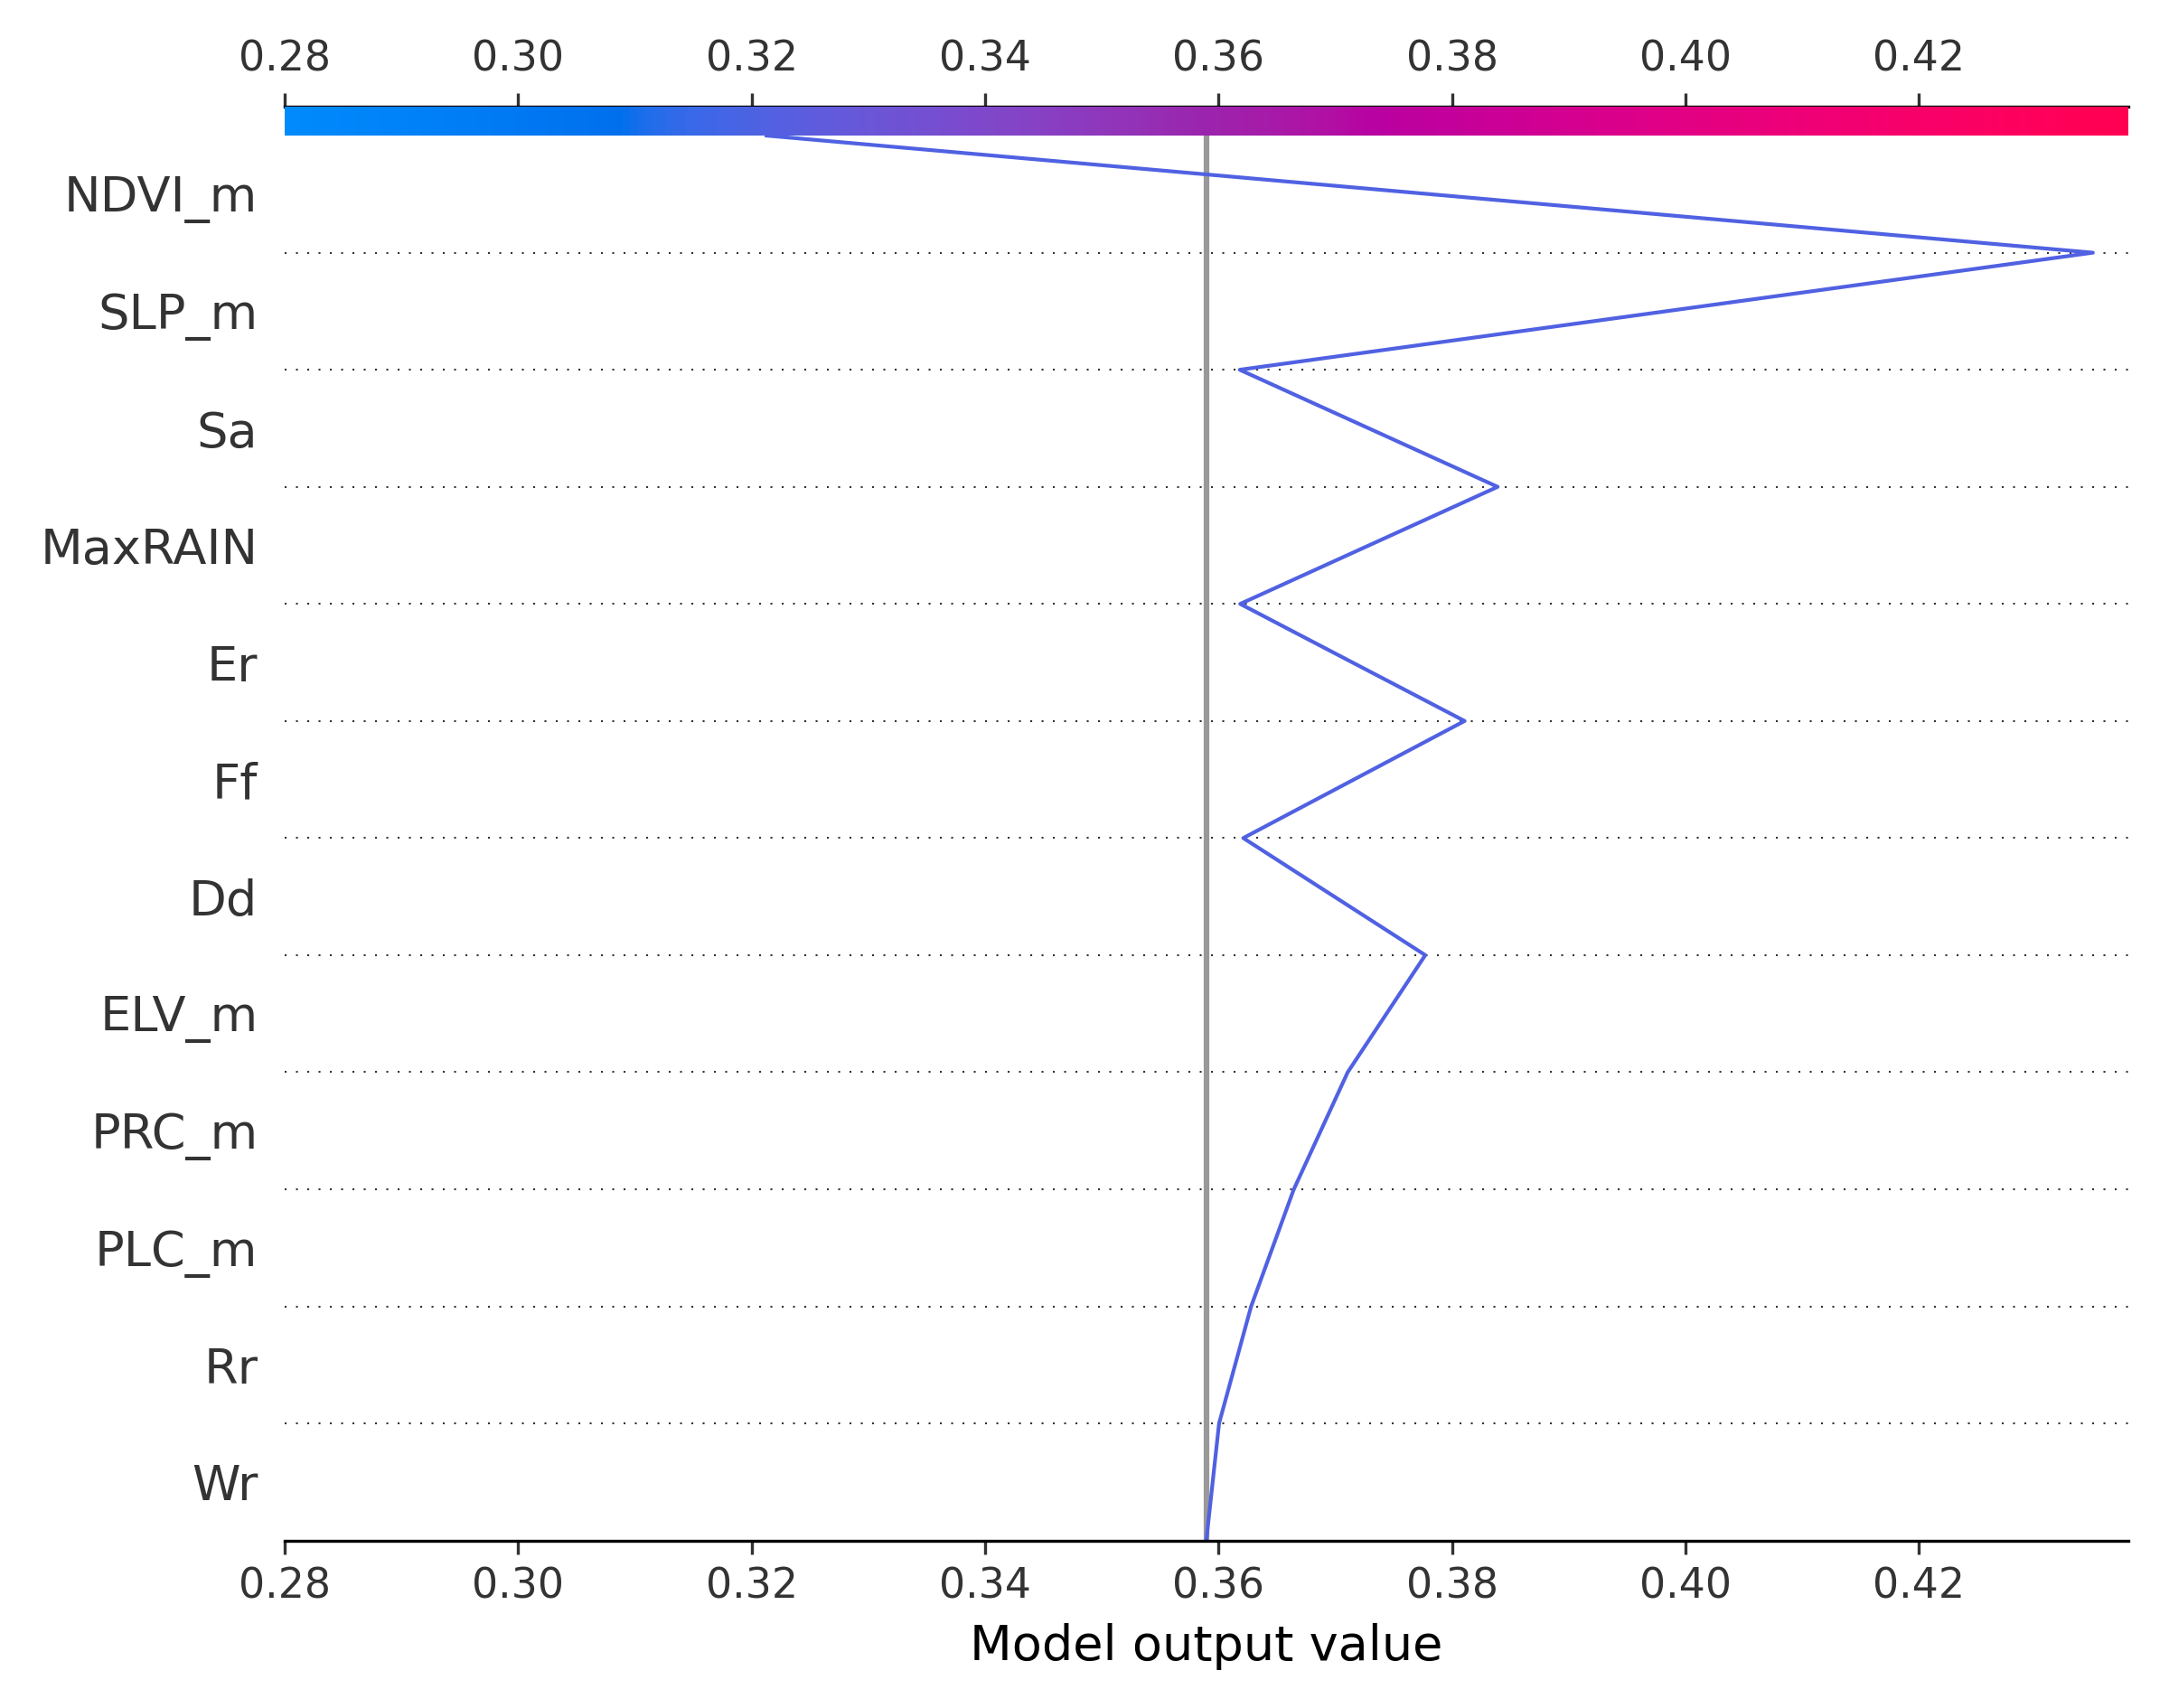 0.28 0.30 0.32 0.34 0.36 0.38 0.40 0.42
NDVI_m
SLP_m
Sa
MaxRAIN
Er
Ff
Dd
ELV_m
PRC_m
PLC_m
Rr
Wr
0.28 0.30 0.32 0.34 0.36 0.38 0.40 0.42
Model output value